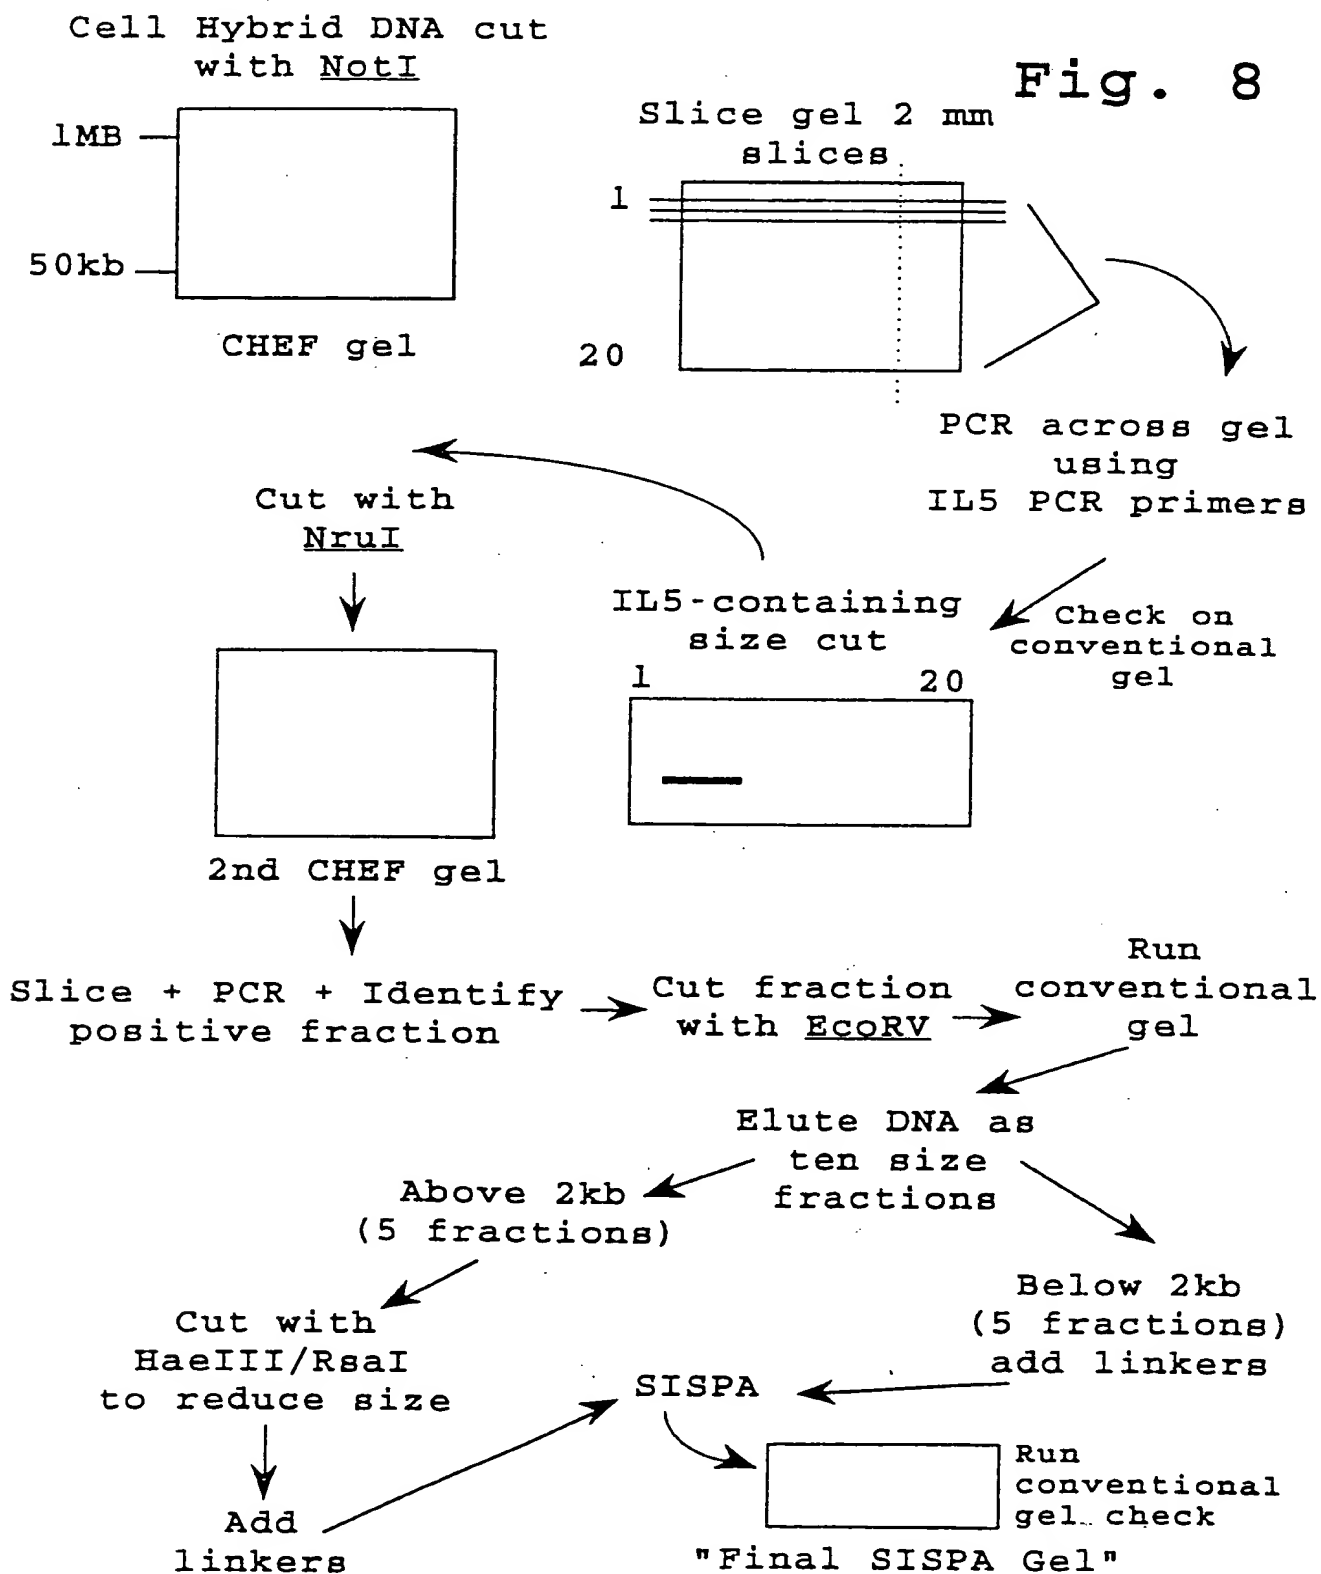 Cell Hybrid DNA cut
with NotI
Fig. 8
1MB
50kb
CHEF gel
Slice gel 2 mm
slices
1
20
PCR across gel
using
IL5 PCR primers
Check on
conventional
gel
IL5-containing
size cut
1 20
Cut with
NruI
2nd CHEF gel
Slice + PCR + Identify
positive fraction
Cut fraction
with EcoRV
Run
conventional
gel
Elute DNA as
ten size
fractions
Above 2kb
(5 fractions)
Below 2kb
(5 fractions)
add linkers
Cut with
HaeIII/RsaI
to reduce size
Add
linkers
SISPA
Run
conventional
gel check
"Final SISPA Gel"